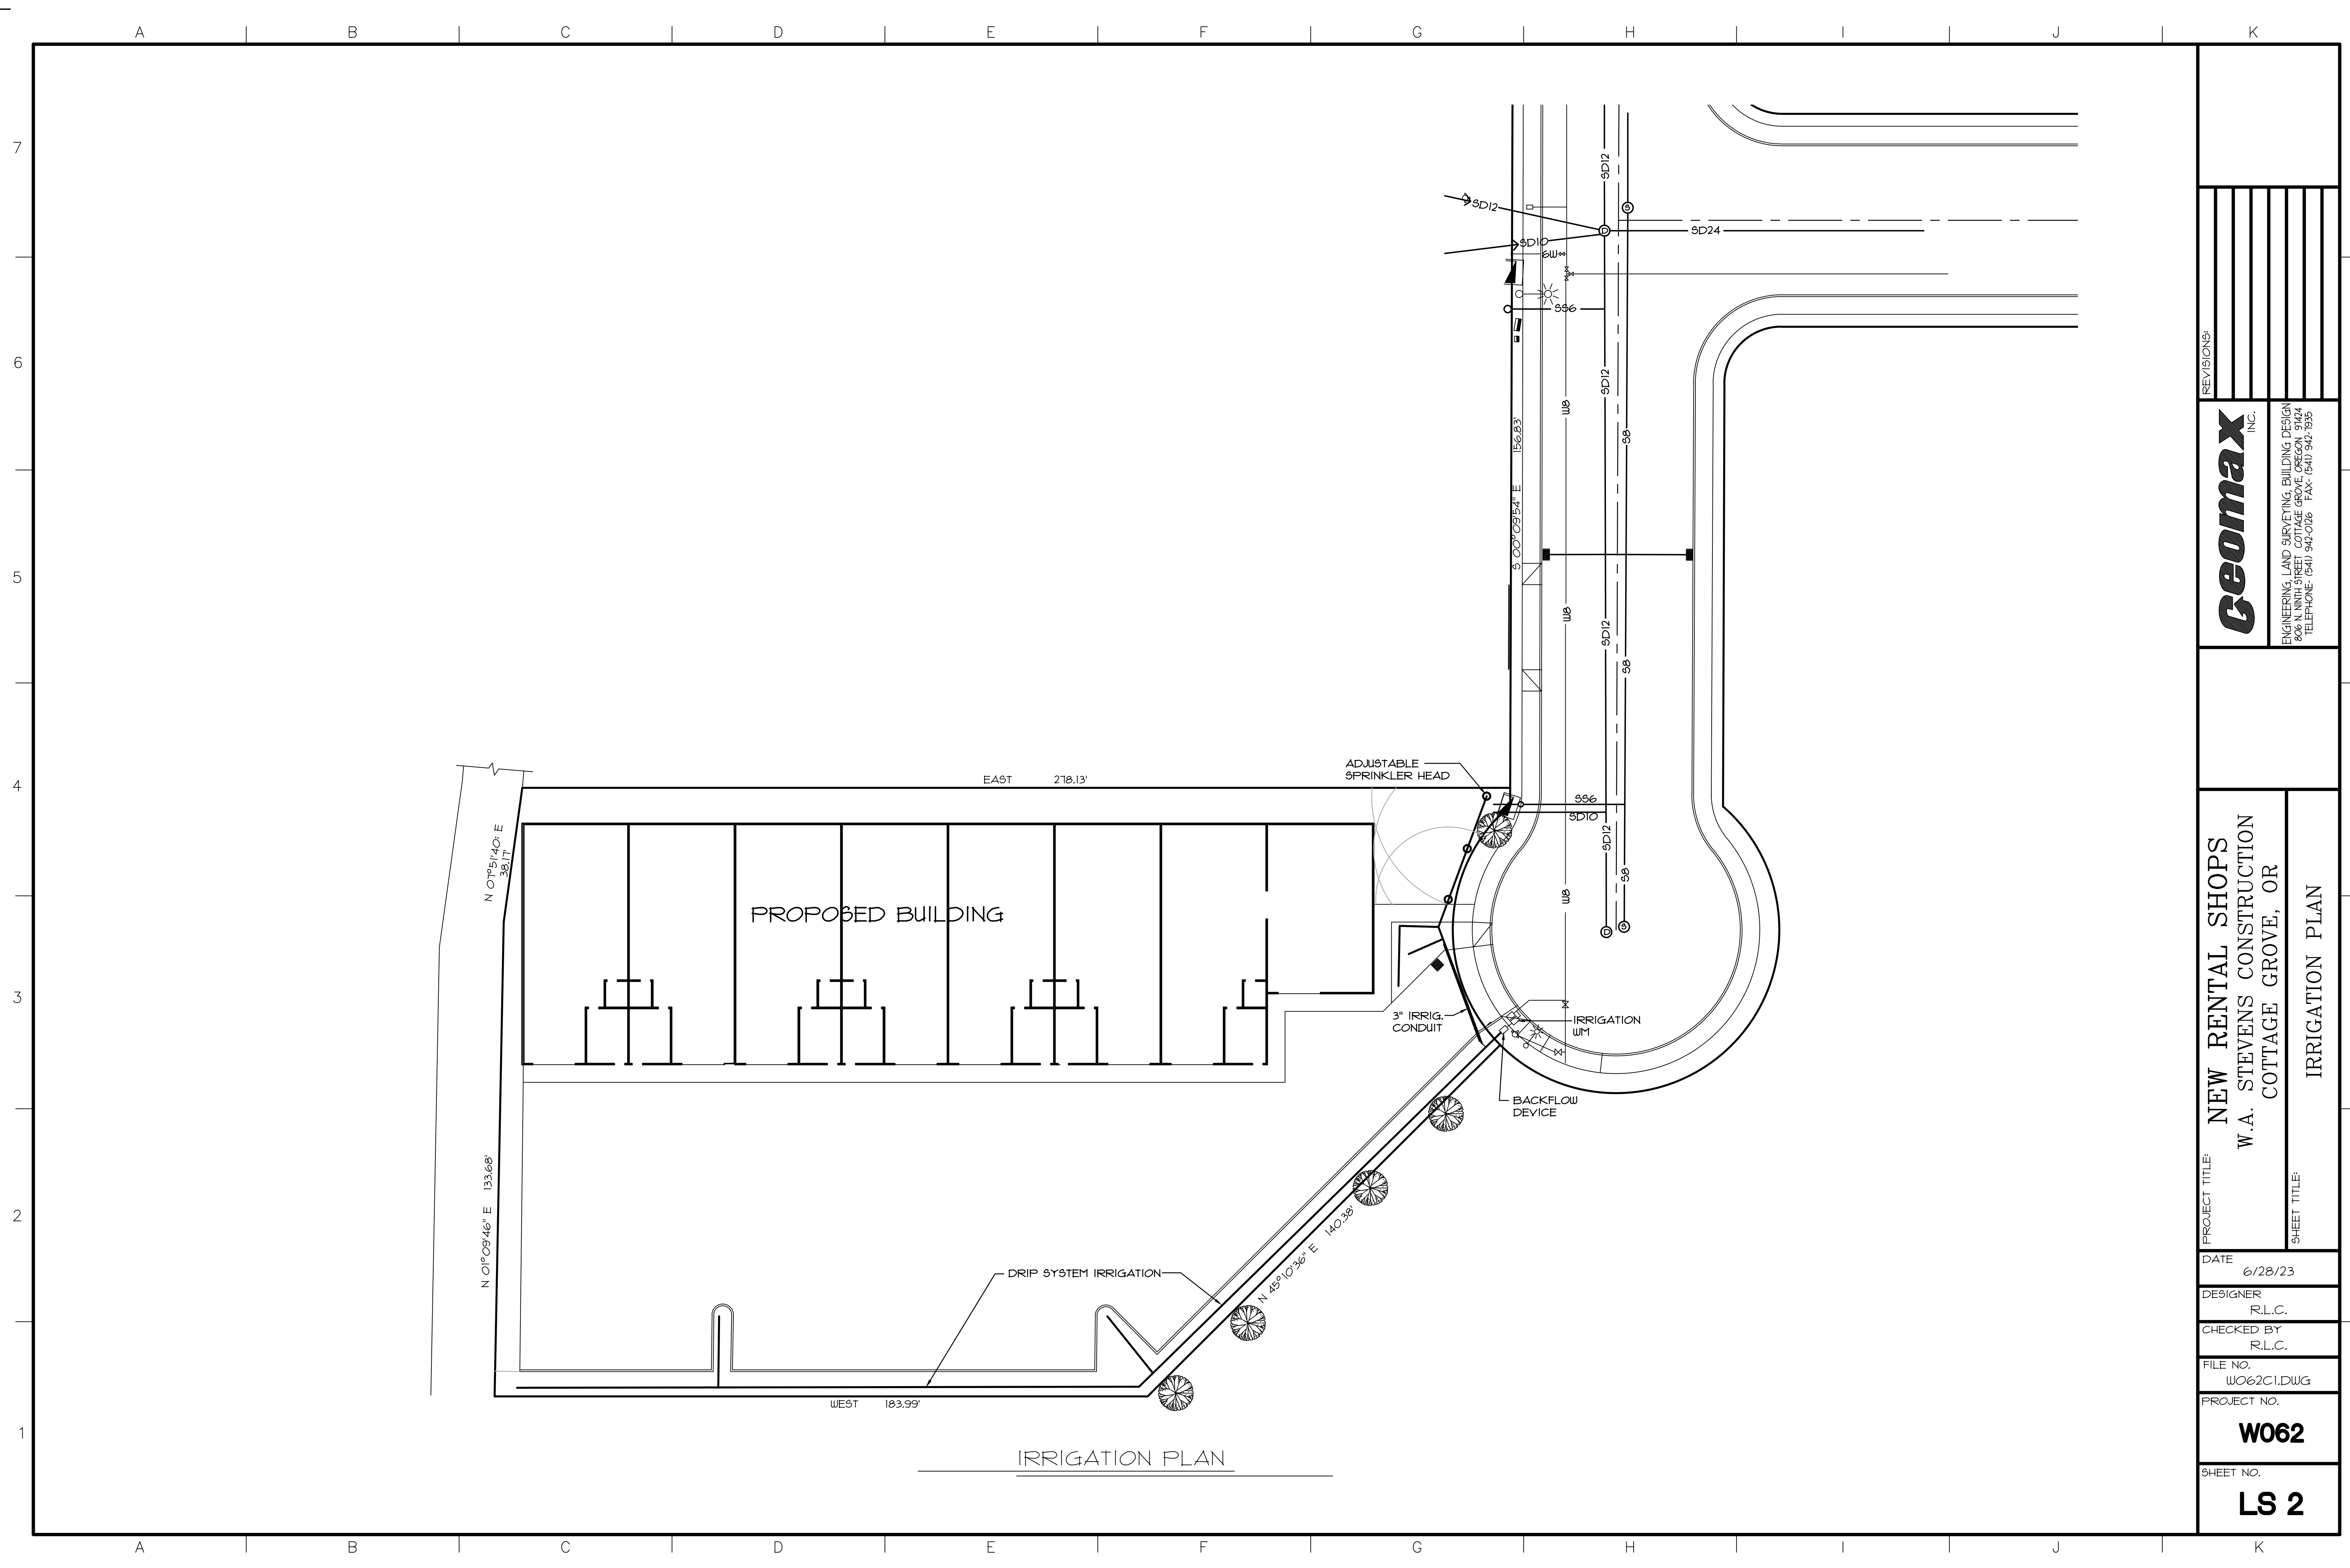 A B C D E F G H I J K
7
6
5
4
3
2
1
SD12
SD12
SD10
6W
SS6
SD24
S
D
SD12
W8
S8
156.83'
S 00°09'54" E
W8
SD12
S8
EAST 278.13'
ADJUSTABLE
SPRINKLER HEAD
SS6
SD10
SD12
S8
W8
D
S
N 07°51'40: E
38.17'
PROPOSED BUILDING
3" IRRIG.
CONDUIT
IRRIGATION
WM
BACKFLOW
DEVICE
N 01°09'46" E 133.68'
DRIP SYSTEM IRRIGATION
N 45°10'36" E 140.38'
WEST 183.99'
IRRIGATION PLAN
A B C D E F G H I J K
REVISIONS:
Geomax
INC.
ENGINEERING, LAND SURVEYING, BUILDING DESIGN
806 N. NINTH STREET COTTAGE GROVE, OREGON 97424
TELEPHONE- (541) 942-0126 FAX- (541) 942-7935
PROJECT TITLE:
NEW RENTAL SHOPS
W.A. STEVENS CONSTRUCTION
COTTAGE GROVE, OR
SHEET TITLE:
IRRIGATION PLAN
DATE
6/28/23
DESIGNER
R.L.C.
CHECKED BY
R.L.C.
FILE NO.
W062C1.DWG
PROJECT NO.
W062
SHEET NO.
LS 2